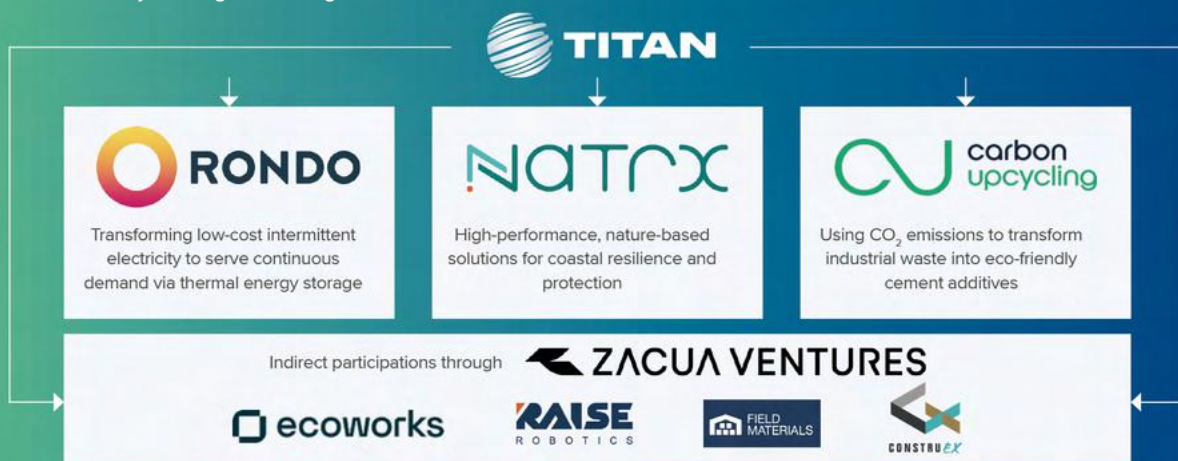 TITAN
RONDO
Transforming low-cost intermittent
electricity to serve continuous
demand via thermal energy storage
NATRX
High-performance, nature-based
solutions for coastal resilience and
protection
carbon
upcycling
Using CO₂ emissions to transform
industrial waste into eco-friendly
cement additives
Indirect participations through
ZACUA VENTURES
ecoworks
RAISE
ROBOTICS
FIELD
MATERIALS
CX
CONSTRUEX